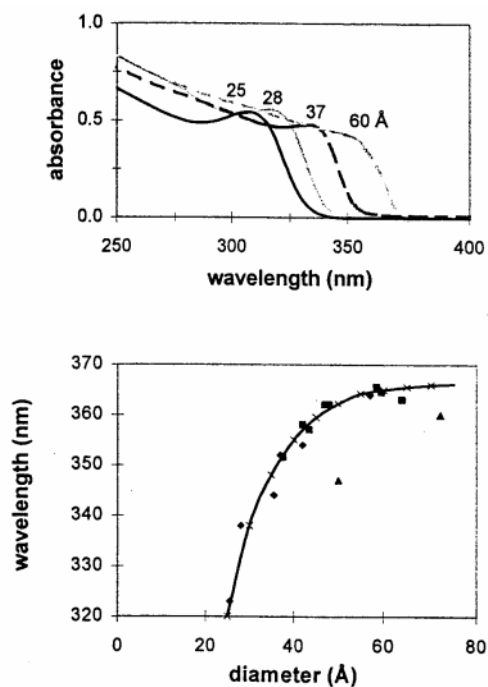 1.0
25 28 37 60 Å
0.5
absorbance
0.0
250 300 350 400
wavelength (nm)
370
360
350
340
330
320
wavelength (nm)
0 20 40 60 80
diameter (Å)